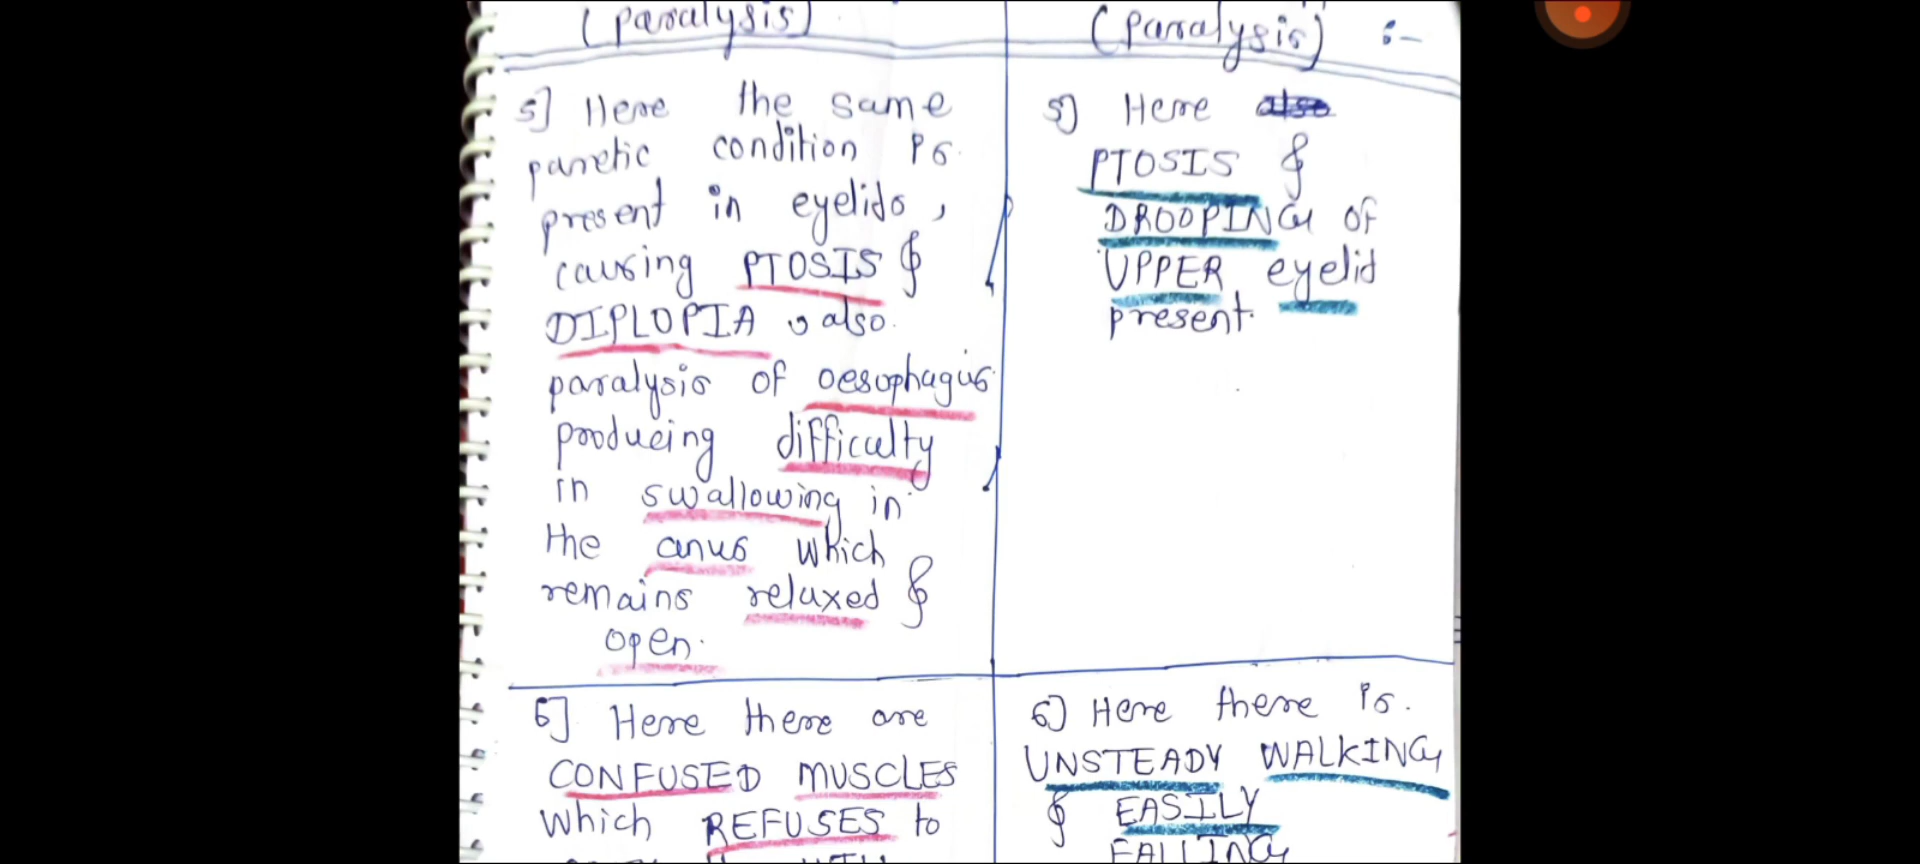 (Paralysis)
(Paralysis) :-
5] Here the same
paretic condition is
present in eyelids,
causing PTOSIS &
DIPLOPIA, also
paralysis of oesophagus
producing difficulty
in swallowing in
the anus which
remains relaxed &
open.
5) Here
PTOSIS &
DROOPING of
UPPER eyelid
present.
6] Here there are
CONFUSED MUSCLES
which REFUSES to
6) Here there is
UNSTEADY WALKING
& EASILY
FALLING